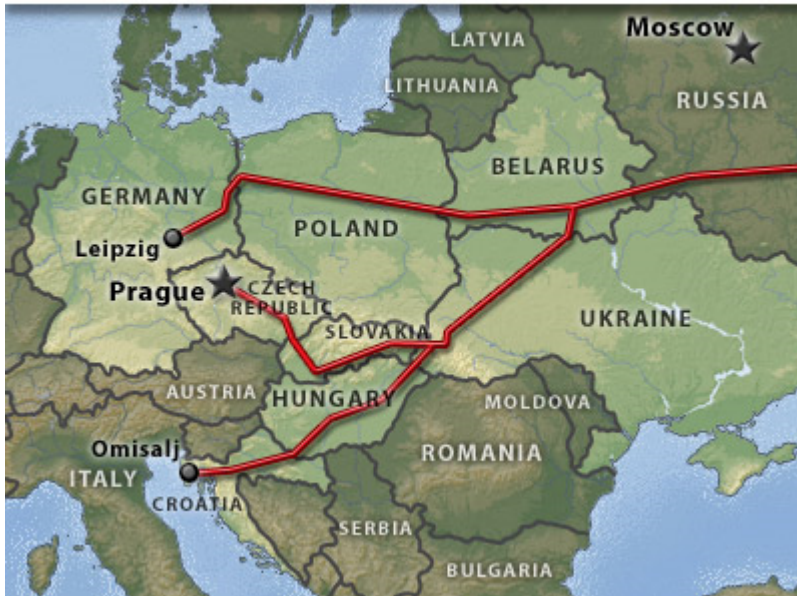 Moscow
LATVIA
LITHUANIA
RUSSIA
BELARUS
GERMANY
POLAND
Leipzig
Prague
CZECH
REPUBLIC
UKRAINE
SLOVAKIA
AUSTRIA
HUNGARY
MOLDOVA
Omisalj
ROMANIA
ITALY
CROATIA
SERBIA
BULGARIA